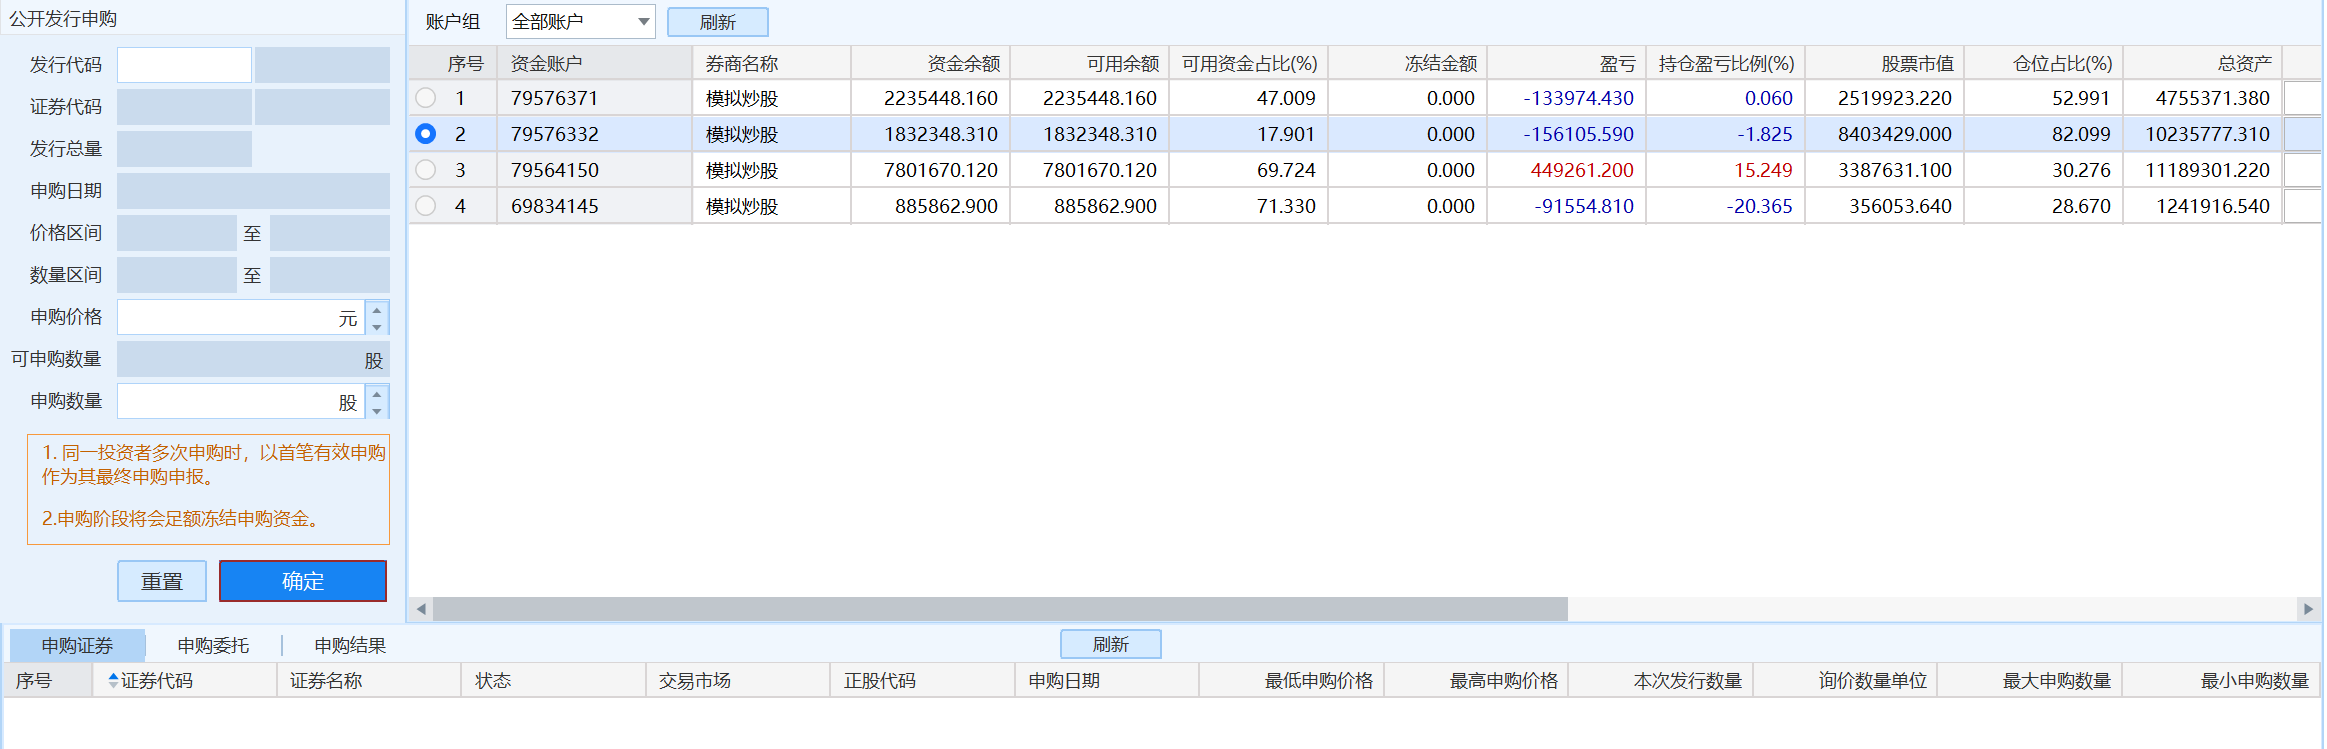 公开发行申购
发行代码
证券代码
发行总量
申购日期
价格区间 至
数量区间 至
申购价格 元
可申购数量 股
申购数量 股
1. 同一投资者多次申购时，以首笔有效申购
作为其最终申购申报。
2.申购阶段将会足额冻结申购资金。
重置 确定
账户组 全部账户 刷新
序号 资金账户 券商名称 资金余额 可用余额 可用资金占比(%) 冻结金额 盈亏 持仓盈亏比例(%) 股票市值 仓位占比(%) 总资产
1 79576371 模拟炒股 2235448.160 2235448.160 47.009 0.000 -133974.430 0.060 2519923.220 52.991 4755371.380
2 79576332 模拟炒股 1832348.310 1832348.310 17.901 0.000 -156105.590 -1.825 8403429.000 82.099 10235777.310
3 79564150 模拟炒股 7801670.120 7801670.120 69.724 0.000 449261.200 15.249 3387631.100 30.276 11189301.220
4 69834145 模拟炒股 885862.900 885862.900 71.330 0.000 -91554.810 -20.365 356053.640 28.670 1241916.540
申购证券 申购委托 申购结果 刷新
序号 证券代码 证券名称 状态 交易市场 正股代码 申购日期 最低申购价格 最高申购价格 本次发行数量 询价数量单位 最大申购数量 最小申购数量